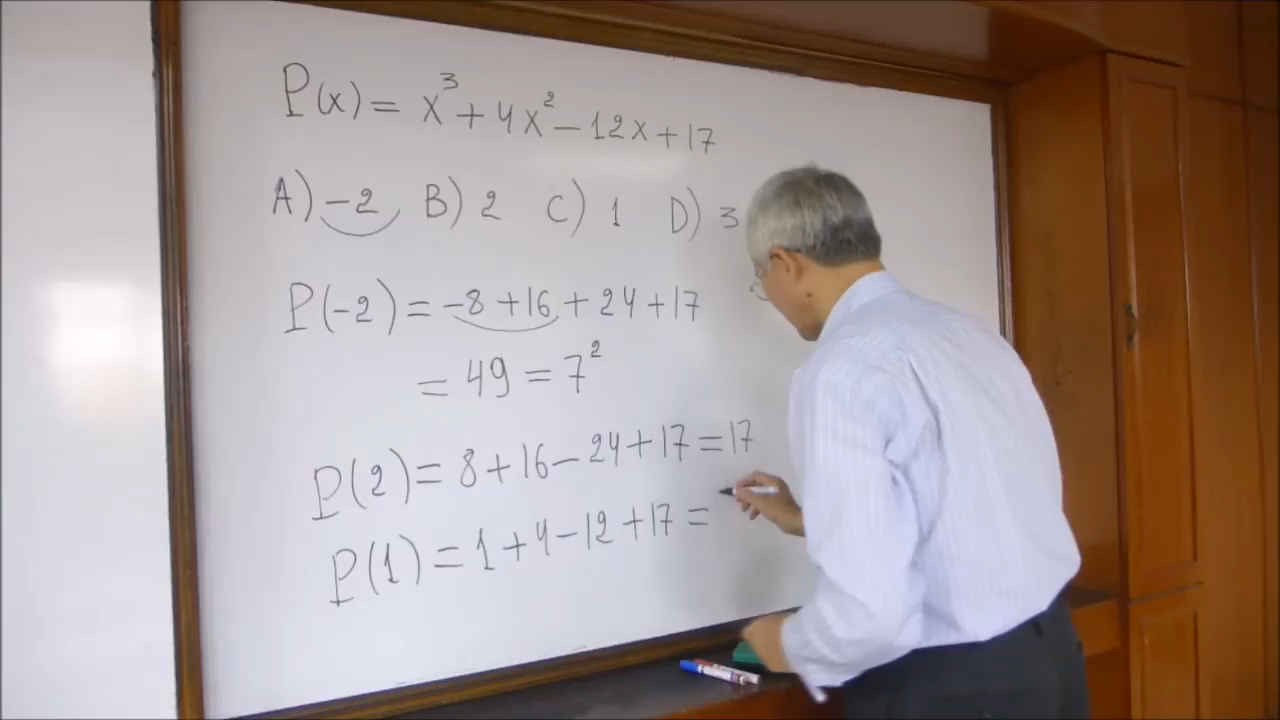 P(x) = x³ + 4x² - 12x + 17
A) -2 B) 2 C) 1 D) 3
P(-2) = -8 + 16 + 24 + 17
= 49 = 7²
P(2) = 8 + 16 - 24 + 17 = 17
P(1) = 1 + 4 - 12 + 17 =